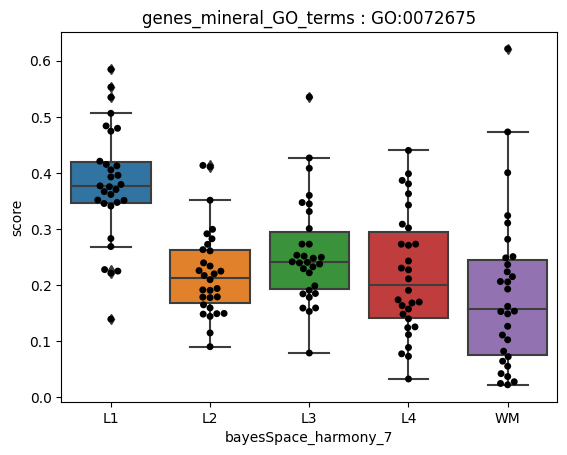 genes_mineral_GO_terms : GO:0072675
score
0.6
0.5
0.4
0.3
0.2
0.1
0.0
L1 L2 L3 L4 WM
bayesSpace_harmony_7